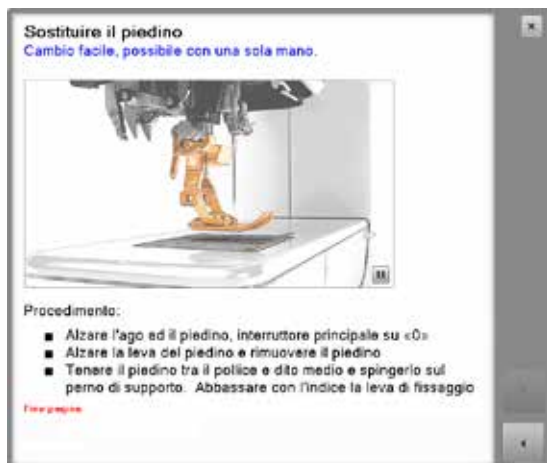 Sostituire il piedino
Cambio facile, possibile con una sola mano.
Procedimento:
■ Alzare l'ago ed il piedino, interruttore principale su «0»
■ Alzare la leva del piedino e rimuovere il piedino
■ Tenere il piedino tra il pollice e dito medio e spingerlo sul
perno di supporto. Abbassare con l'indice la leva di fissaggio
Fine pagina